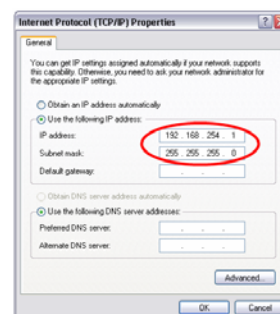 Internet Protocol (TCP/IP) Properties
General
You can get IP settings assigned automatically if your network supports
this capability. Otherwise, you need to ask your network administrator for
the appropriate IP settings.
Obtain an IP address automatically
Use the following IP address:
IP address:
192 . 168 . 254 . 1
Subnet mask:
255 . 255 . 255 . 0
Default gateway:
. . .
Obtain DNS server address automatically
Use the following DNS server addresses:
Preferred DNS server:
. . .
Alternate DNS server:
. . .
Advanced...
OK
Cancel